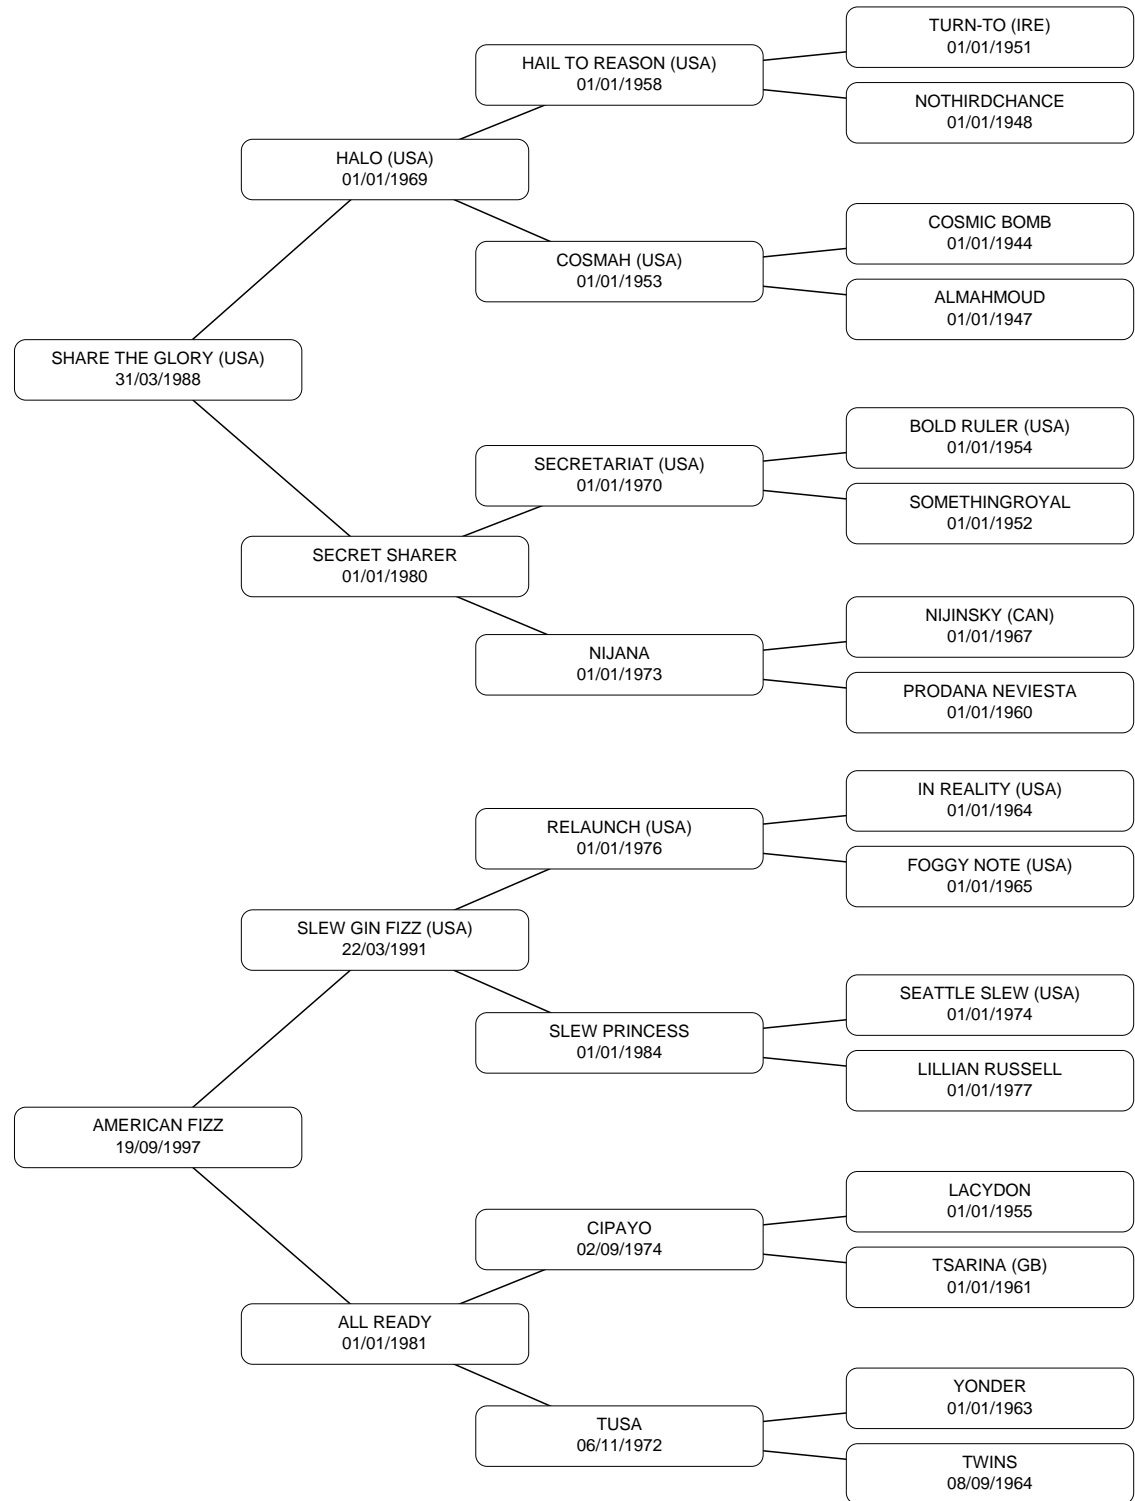 TURN-TO (IRE)
01/01/1951
HAIL TO REASON (USA)
01/01/1958
NOTHIRDCHANCE
01/01/1948
HALO (USA)
01/01/1969
COSMIC BOMB
01/01/1944
COSMAH (USA)
01/01/1953
ALMAHMOUD
01/01/1947
SHARE THE GLORY (USA)
31/03/1988
BOLD RULER (USA)
01/01/1954
SECRETARIAT (USA)
01/01/1970
SOMETHINGROYAL
01/01/1952
SECRET SHARER
01/01/1980
NIJINSKY (CAN)
01/01/1967
NIJANA
01/01/1973
PRODANA NEVIESTA
01/01/1960
IN REALITY (USA)
01/01/1964
RELAUNCH (USA)
01/01/1976
FOGGY NOTE (USA)
01/01/1965
SLEW GIN FIZZ (USA)
22/03/1991
SEATTLE SLEW (USA)
01/01/1974
SLEW PRINCESS
01/01/1984
LILLIAN RUSSELL
01/01/1977
AMERICAN FIZZ
19/09/1997
LACYDON
01/01/1955
CIPAYO
02/09/1974
TSARINA (GB)
01/01/1961
ALL READY
01/01/1981
YONDER
01/01/1963
TUSA
06/11/1972
TWINS
08/09/1964